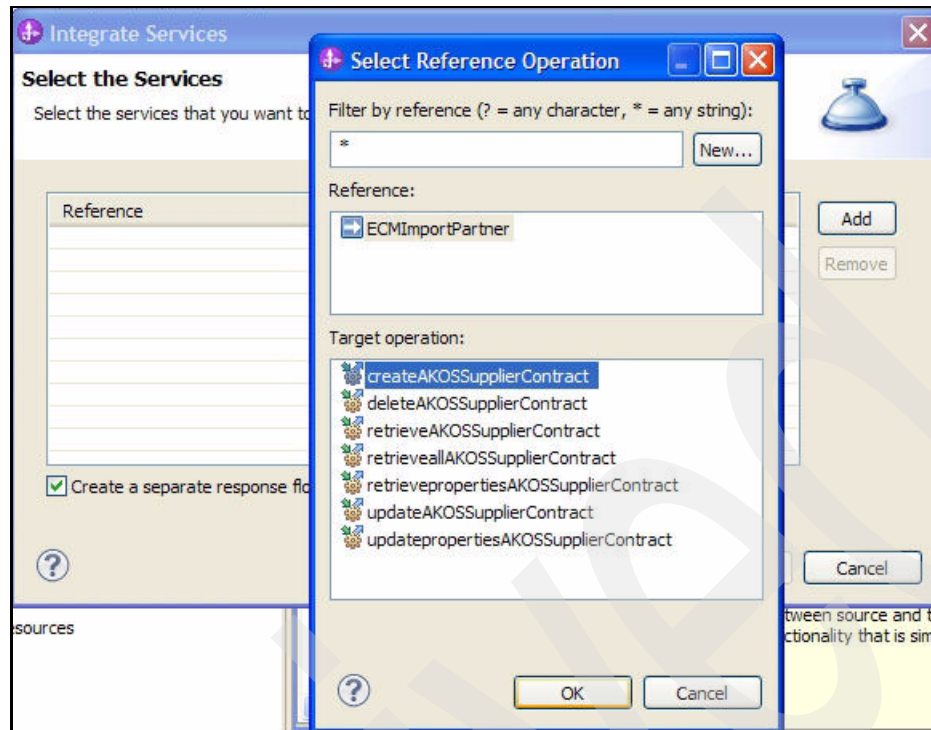 Integrate Services
Select the Services
Select the services that you want to
Reference
Add
Remove
Create a separate response flo
Cancel
Select Reference Operation
Filter by reference (? = any character, * = any string):
*
New...
Reference:
ECMImportPartner
Target operation:
createAKOSSupplierContract
deleteAKOSSupplierContract
retrieveAKOSSupplierContract
retrieveallAKOSSupplierContract
retrievepropertiesAKOSSupplierContract
updateAKOSSupplierContract
updatepropertiesAKOSSupplierContract
OK
Cancel
esources
tween source and t
ctionality that is sim